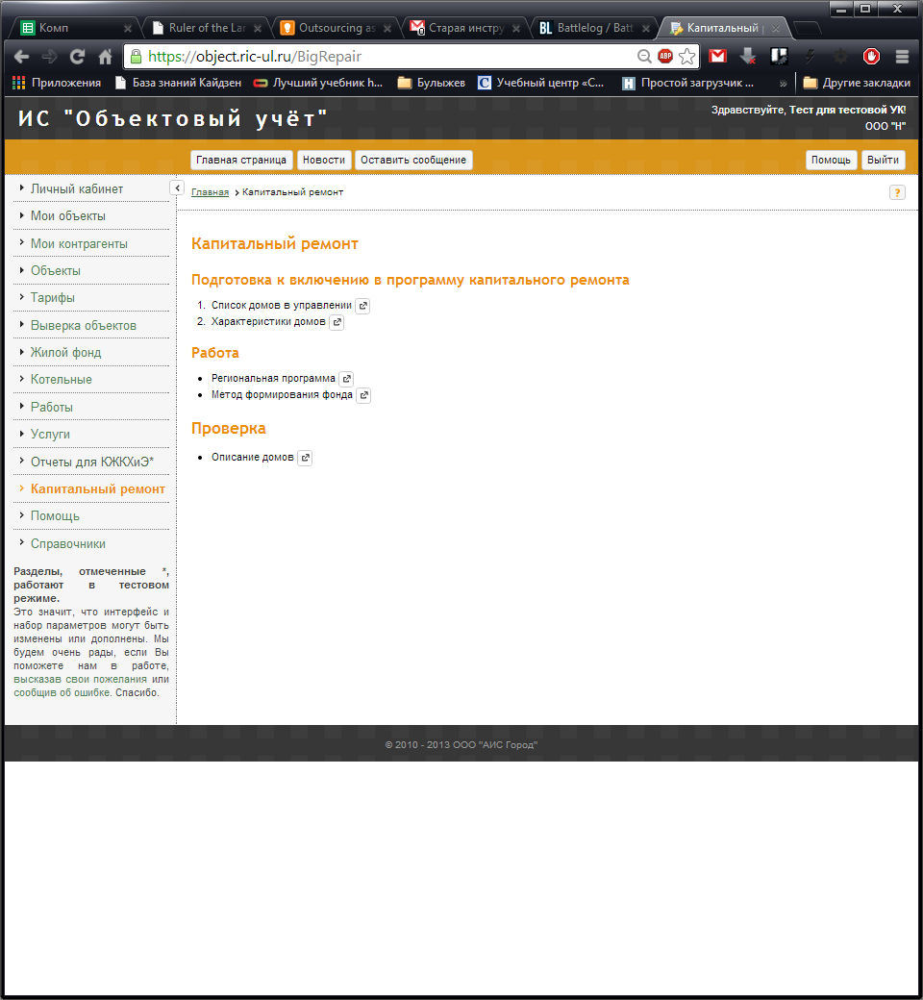 Комп
Ruler of the Lan
Outsourcing as
Старая инстру
Battlelog / Batt
Капитальный
https://object.ric-ul.ru/BigRepair
Приложения
База знаний Кайдзен
Лучший учебник h...
Булыжев
Учебный центр «С...
Простой загрузчик ...
»
Другие закладки
ИС "Объектовый учёт"
Здравствуйте, Тест для тестовой УК!
ООО "Н"
Главная страница
Новости
Оставить сообщение
Помощь
Выйти
Личный кабинет
Мои объекты
Мои контрагенты
Объекты
Тарифы
Выверка объектов
Жилой фонд
Котельные
Работы
Услуги
Отчеты для КЖКХиЭ*
Капитальный ремонт
Помощь
Справочники
Разделы, отмеченные *,
работают в тестовом
режиме.
Это значит, что интерфейс и
набор параметров могут быть
изменены или дополнены. Мы
будем очень рады, если Вы
поможете нам в работе,
высказав свои пожелания или
сообщив об ошибке. Спасибо.
Главная › Капитальный ремонт
?
Капитальный ремонт
Подготовка к включению в программу капитального ремонта
1. Список домов в управлении
2. Характеристики домов
Работа
• Региональная программа
• Метод формирования фонда
Проверка
• Описание домов
© 2010 - 2013 ООО "АИС Город"